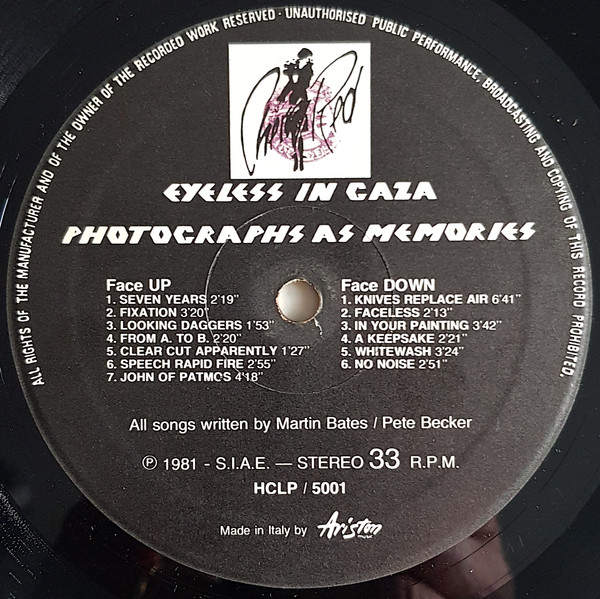 ALL RIGHTS OF THE MANUFACTURER AND OF THE OWNER OF THE RECORDED WORK RESERVED · UNAUTHORISED PUBLIC PERFORMANCE, BROADCASTING AND COPYING OF THIS RECORD PROHIBITED.
Cherry Red
EYELESS IN GAZA
PHOTOGRAPHS AS MEMORIES
Face UP
1. SEVEN YEARS 2'19"
2. FIXATION 3'20"
3. LOOKING DAGGERS 1'53"
4. FROM A. TO B. 2'20"
5. CLEAR CUT APPARENTLY 1'27"
6. SPEECH RAPID FIRE 2'55"
7. JOHN OF PATMOS 4'18"
Face DOWN
1. KNIVES REPLACE AIR 6'41"
2. FACELESS 2'13"
3. IN YOUR PAINTING 3'42"
4. A KEEPSAKE 2'21"
5. WHITEWASH 3'24"
6. NO NOISE 2'51"
All songs written by Martin Bates / Pete Becker
℗ 1981 - S.I.A.E. — STEREO 33 R.P.M.
HCLP / 5001
Made in Italy by Ariston music